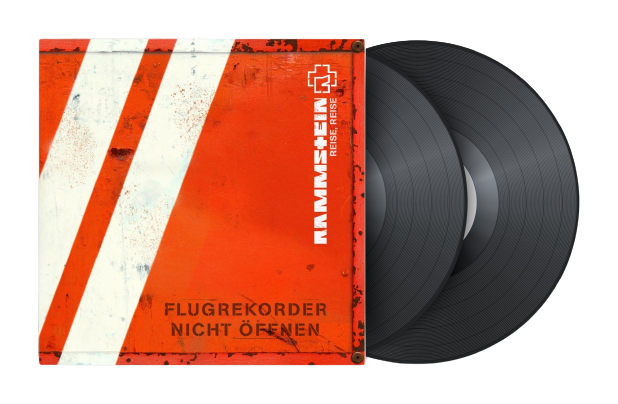 RAMMSTEIN
REISE, REISE
FLUGREKORDER
NICHT ÖFFNEN